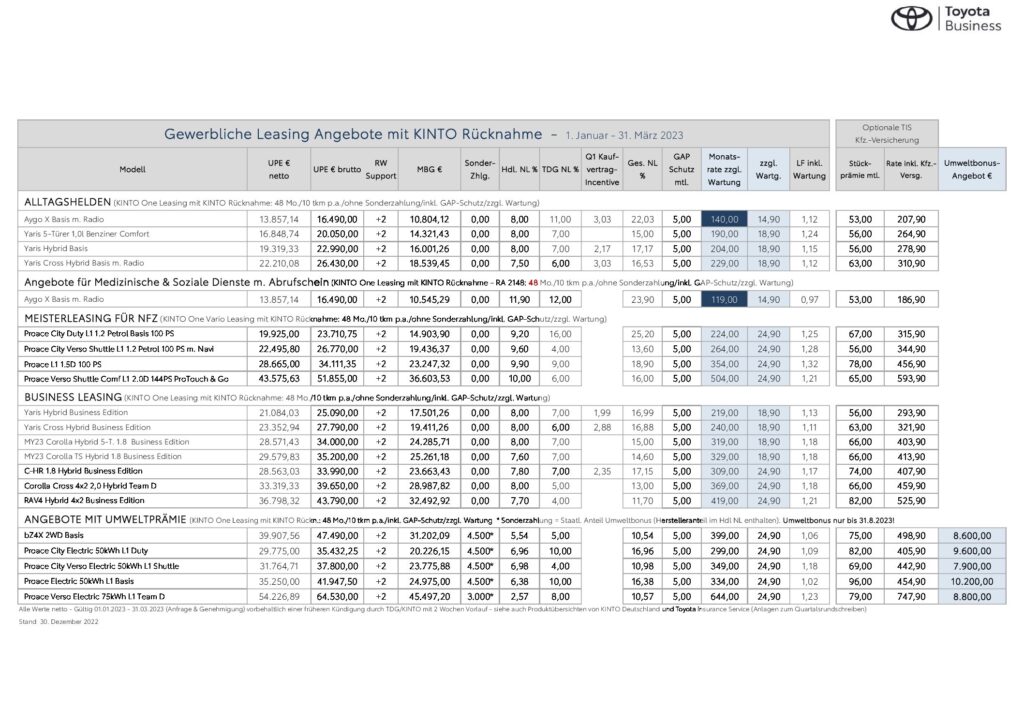 Toyota
Business
Gewerbliche Leasing Angebote mit KINTO Rücknahme – 1. Januar – 31. März 2023
Optionale TIS
Kfz.-Versicherung
Modell UPE € netto UPE € brutto RW Support MBG € Sonder-Zhlg. Hdl. NL % TDG NL % Q1 Kauf-vertrag-Incentive Ges. NL % GAP Schutz mtl. Monats-rate zzgl. Wartung zzgl. Wartg. LF inkl. Wartung Stück-prämie mtl. Rate inkl. Kfz.-Versg. Umweltbonus-Angebot €
ALLTAGSHELDEN (KINTO One Leasing mit KINTO Rücknahme: 48 Mo./10 tkm p.a./ohne Sonderzahlung/inkl. GAP-Schutz/zzgl. Wartung)
Aygo X Basis m. Radio 13.857,14 16.490,00 +2 10.804,12 0,00 8,00 11,00 3,03 22,03 5,00 140,00 14,90 1,12 53,00 207,90
Yaris 5-Türer 1,0l Benziner Comfort 16.848,74 20.050,00 +2 14.321,43 0,00 8,00 7,00 15,00 5,00 190,00 18,90 1,24 56,00 264,90
Yaris Hybrid Basis 19.319,33 22.990,00 +2 16.001,26 0,00 8,00 7,00 2,17 17,17 5,00 204,00 18,90 1,15 56,00 278,90
Yaris Cross Hybrid Basis m. Radio 22.210,08 26.430,00 +2 18.539,45 0,00 7,50 6,00 3,03 16,53 5,00 229,00 18,90 1,12 63,00 310,90
Angebote für Medizinische & Soziale Dienste m. Abrufschein (KINTO One Leasing mit KINTO Rücknahme - RA 2148: 48 Mo./10 tkm p.a./ohne Sonderzahlung/inkl. GAP-Schutz/zzgl. Wartung)
Aygo X Basis m. Radio 13.857,14 16.490,00 +2 10.545,29 0,00 11,90 12,00 23,90 5,00 119,00 14,90 0,97 53,00 186,90
MEISTERLEASING FÜR NFZ (KINTO One Vario Leasing mit KINTO Rücknahme: 48 Mo./10 tkm p.a./ohne Sonderzahlung/inkl. GAP-Schutz/zzgl. Wartung)
Proace City Duty L1 1.2 Petrol Basis 100 PS 19.925,00 23.710,75 +2 14.903,90 0,00 9,20 16,00 25,20 5,00 224,00 24,90 1,25 67,00 315,90
Proace City Verso Shuttle L1 1.2 Petrol 100 PS m. Navi 22.495,80 26.770,00 +2 19.436,37 0,00 9,60 4,00 13,60 5,00 264,00 24,90 1,28 56,00 344,90
Proace L1 1.5D 100 PS 28.665,00 34.111,35 +2 23.247,32 0,00 9,90 9,00 18,90 5,00 354,00 24,90 1,32 78,00 456,90
Proace Verso Shuttle Comf L1 2.0D 144PS ProTouch & Go 43.575,63 51.855,00 +2 36.603,53 0,00 10,00 6,00 16,00 5,00 504,00 24,90 1,21 65,00 593,90
BUSINESS LEASING (KINTO One Leasing mit KINTO Rücknahme: 48 Mo./10 tkm p.a./ohne Sonderzahlung/inkl. GAP-Schutz/zzgl. Wartung)
Yaris Hybrid Business Edition 21.084,03 25.090,00 +2 17.501,26 0,00 8,00 7,00 1,99 16,99 5,00 219,00 18,90 1,13 56,00 293,90
Yaris Cross Hybrid Business Edition 23.352,94 27.790,00 +2 19.411,26 0,00 8,00 6,00 2,88 16,88 5,00 240,00 18,90 1,11 63,00 321,90
MY23 Corolla Hybrid 5-T. 1.8 Business Edition 28.571,43 34.000,00 +2 24.285,71 0,00 8,00 7,00 15,00 5,00 319,00 18,90 1,18 66,00 403,90
MY23 Corolla TS Hybrid 1.8 Business Edition 29.579,83 35.200,00 +2 25.261,18 0,00 7,60 7,00 14,60 5,00 329,00 18,90 1,18 66,00 413,90
C-HR 1.8 Hybrid Business Edition 28.563,03 33.990,00 +2 23.663,43 0,00 7,80 7,00 2,35 17,15 5,00 309,00 24,90 1,17 74,00 407,90
Corolla Cross 4x2 2,0 Hybrid Team D 33.319,33 39.650,00 +2 28.987,82 0,00 8,00 5,00 13,00 5,00 369,00 24,90 1,18 66,00 459,90
RAV4 Hybrid 4x2 Business Edition 36.798,32 43.790,00 +2 32.492,92 0,00 7,70 4,00 11,70 5,00 419,00 24,90 1,21 82,00 525,90
ANGEBOTE MIT UMWELTPRÄMIE (KINTO One Leasing mit KINTO Rückn.: 48 Mo./10 tkm p.a./inkl. GAP-Schutz/zzgl. Wartung * Sonderzahlung = Staatl. Anteil Umweltbonus (Herstelleranteil im Hdl NL enthalten). Umweltbonus nur bis 31.8.2023!
bZ4X 2WD Basis 39.907,56 47.490,00 +2 31.202,09 4.500* 5,54 5,00 10,54 5,00 399,00 24,90 1,06 75,00 498,90 8.600,00
Proace City Electric 50kWh L1 Duty 29.775,00 35.432,25 +2 20.226,15 4.500* 6,96 10,00 16,96 5,00 299,00 24,90 1,09 82,00 405,90 9.600,00
Proace City Verso Electric 50kWh L1 Shuttle 31.764,71 37.800,00 +2 23.775,88 4.500* 6,98 4,00 10,98 5,00 349,00 24,90 1,18 69,00 442,90 7.900,00
Proace Electric 50kWh L1 Basis 35.250,00 41.947,50 +2 24.975,00 4.500* 6,38 10,00 16,38 5,00 334,00 24,90 1,02 96,00 454,90 10.200,00
Proace Verso Electric 75kWh L1 Team D 54.226,89 64.530,00 +2 45.497,20 3.000* 2,57 8,00 10,57 5,00 644,00 24,90 1,23 79,00 747,90 8.800,00
Alle Werte netto - Gültig 01.01.2023 - 31.03.2023 (Anfrage & Genehmigung) vorbehaltlich einer früheren Kündigung durch TDG/KINTO mit 2 Wochen Vorlauf - siehe auch Produktübersichten von KINTO Deutschland und Toyota Insurance Service (Anlagen zum Quartalsrundschreiben)
Stand: 30. Dezember 2022